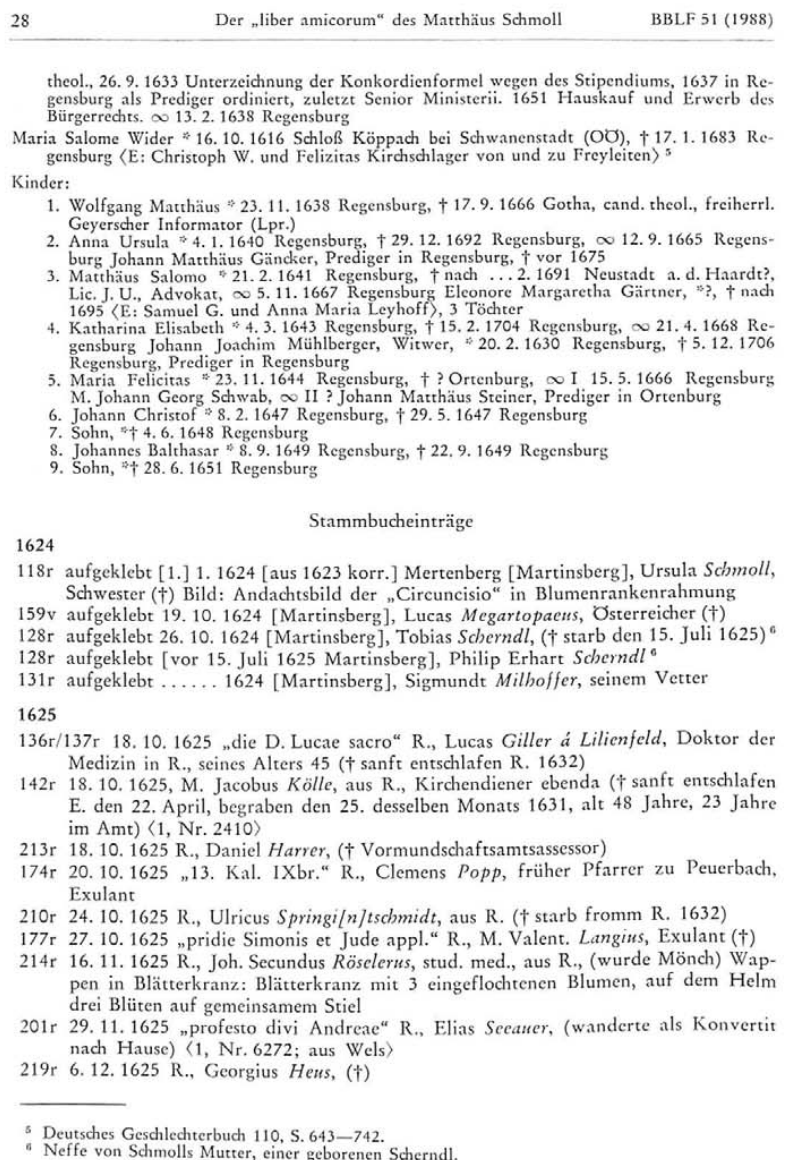 28 Der „liber amicorum“ des Matthäus Schmoll BBLF 51 (1988)
theol., 26. 9. 1633 Unterzeichnung der Konkordienformel wegen des Stipendiums, 1637 in Re-
gensburg als Prediger ordiniert, zuletzt Senior Ministerii. 1651 Hauskauf und Erwerb des
Bürgerrechts. ∞ 13. 2. 1638 Regensburg
Maria Salome Wider * 16. 10. 1616 Schloß Köppach bei Schwanenstadt (OÖ), † 17. 1. 1683 Re-
gensburg ⟨E: Christoph W. und Felizitas Kirchschlager von und zu Freyleiten⟩ ⁵
Kinder:
1. Wolfgang Matthäus * 23. 11. 1638 Regensburg, † 17. 9. 1666 Gotha, cand. theol., freiherrl.
Geyerscher Informator (Lpr.)
2. Anna Ursula * 4. 1. 1640 Regensburg, † 29. 12. 1692 Regensburg, ∞ 12. 9. 1665 Regens-
burg Johann Matthäus Gäncker, Prediger in Regensburg, † vor 1675
3. Matthäus Salomo * 21. 2. 1641 Regensburg, † nach ... 2. 1691 Neustadt a. d. Haardt?,
Lic. J. U., Advokat, ∞ 5. 11. 1667 Regensburg Eleonore Margaretha Gärtner, *?, † nach
1695 ⟨E: Samuel G. und Anna Maria Leyhoff⟩, 3 Töchter
4. Katharina Elisabeth * 4. 3. 1643 Regensburg, † 15. 2. 1704 Regensburg, ∞ 21. 4. 1668 Re-
gensburg Johann Joachim Mühlberger, Witwer, * 20. 2. 1630 Regensburg, † 5. 12. 1706
Regensburg, Prediger in Regensburg
5. Maria Felicitas * 23. 11. 1644 Regensburg, † ? Ortenburg, ∞ I 15. 5. 1666 Regensburg
M. Johann Georg Schwab, ∞ II ? Johann Matthäus Steiner, Prediger in Ortenburg
6. Johann Christof * 8. 2. 1647 Regensburg, † 29. 5. 1647 Regensburg
7. Sohn, *† 4. 6. 1648 Regensburg
8. Johannes Balthasar * 8. 9. 1649 Regensburg, † 22. 9. 1649 Regensburg
9. Sohn, *† 28. 6. 1651 Regensburg
Stammbucheinträge
1624
118r aufgeklebt [1.] 1. 1624 [aus 1623 korr.] Mertenberg [Martinsberg], Ursula Schmoll,
Schwester (†) Bild: Andachtsbild der „Circuncisio“ in Blumenrankenrahmung
159v aufgeklebt 19. 10. 1624 [Martinsberg], Lucas Megartopaeus, Österreicher (†)
128r aufgeklebt 26. 10. 1624 [Martinsberg], Tobias Scherndl, († starb den 15. Juli 1625) ⁶
128r aufgeklebt [vor 15. Juli 1625 Martinsberg], Philip Erhart Scherndl ⁶
131r aufgeklebt ...... 1624 [Martinsberg], Sigmundt Milhoffer, seinem Vetter
1625
136r/137r 18. 10. 1625 „die D. Lucae sacro“ R., Lucas Giller á Lilienfeld, Doktor der
Medizin in R., seines Alters 45 († sanft entschlafen R. 1632)
142r 18. 10. 1625, M. Jacobus Kölle, aus R., Kirchendiener ebenda († sanft entschlafen
E. den 22. April, begraben den 25. desselben Monats 1631, alt 48 Jahre, 23 Jahre
im Amt) ⟨1, Nr. 2410⟩
213r 18. 10. 1625 R., Daniel Harrer, († Vormundschaftsamtsassessor)
174r 20. 10. 1625 „13. Kal. IXbr.“ R., Clemens Popp, früher Pfarrer zu Peuerbach,
Exulant
210r 24. 10. 1625 R., Ulricus Springi[n]tschmidt, aus R. († starb fromm R. 1632)
177r 27. 10. 1625 „pridie Simonis et Jude appl.“ R., M. Valent. Langius, Exulant (†)
214r 16. 11. 1625 R., Joh. Secundus Röselerus, stud. med., aus R., (wurde Mönch) Wap-
pen in Blätterkranz: Blätterkranz mit 3 eingeflochtenen Blumen, auf dem Helm
drei Blüten auf gemeinsamem Stiel
201r 29. 11. 1625 „profesto divi Andreae“ R., Elias Seeauer, (wanderte als Konvertit
nach Hause) ⟨1, Nr. 6272; aus Wels⟩
219r 6. 12. 1625 R., Georgius Heus, (†)
⁵ Deutsches Geschlechterbuch 110, S. 643—742.
⁶ Neffe von Schmolls Mutter, einer geborenen Scherndl.